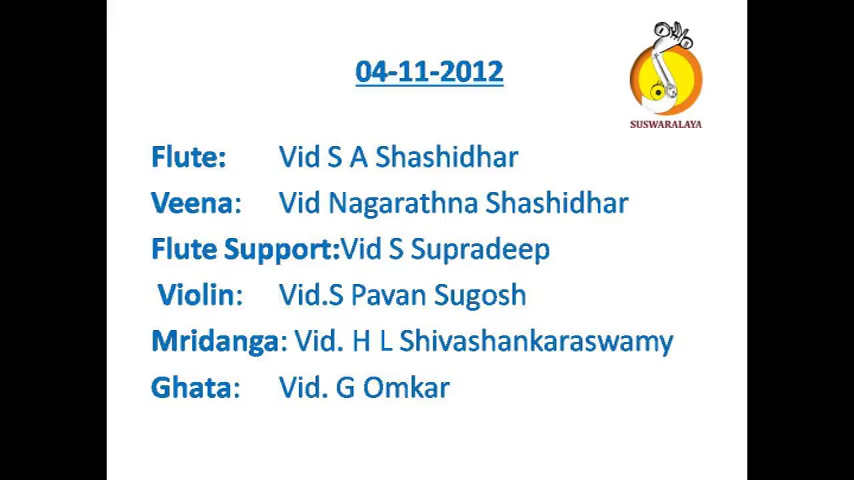 04-11-2012
SUSWARALAYA
Flute: Vid S A Shashidhar
Veena: Vid Nagarathna Shashidhar
Flute Support:Vid S Supradeep
Violin: Vid.S Pavan Sugosh
Mridanga: Vid. H L Shivashankaraswamy
Ghata: Vid. G Omkar